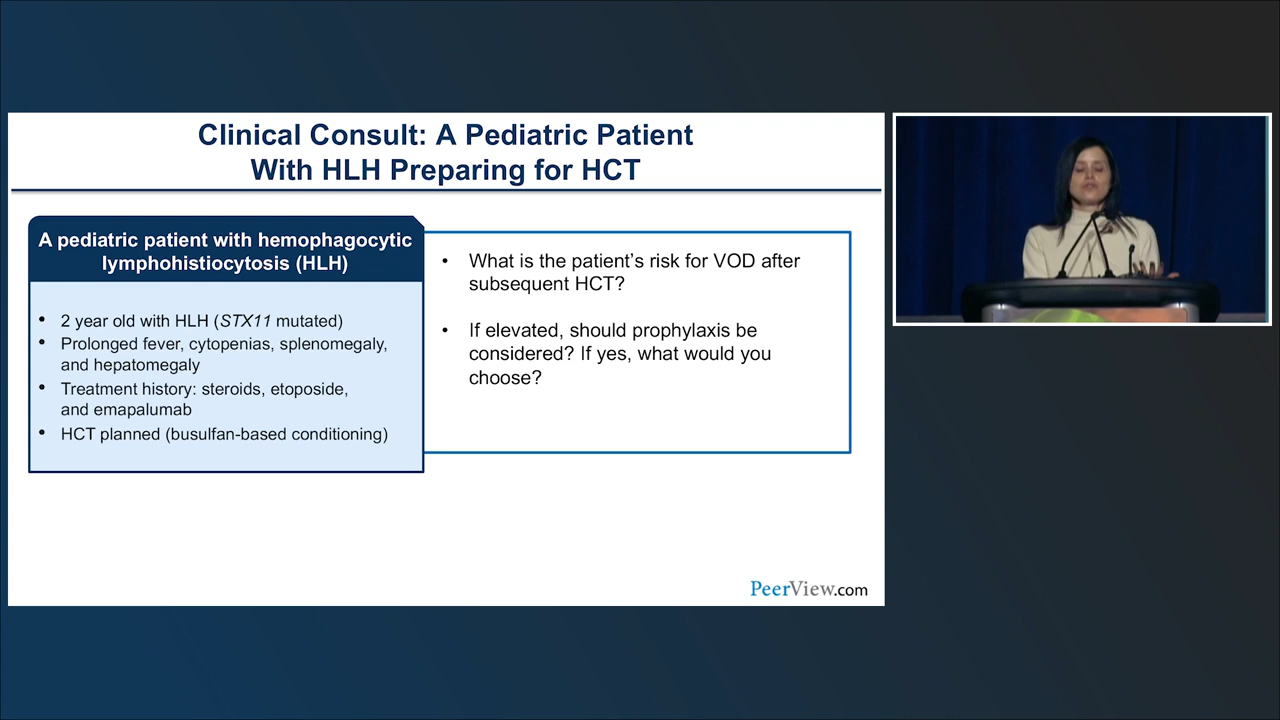 Clinical Consult: A Pediatric Patient
With HLH Preparing for HCT
A pediatric patient with hemophagocytic
lymphohistiocytosis (HLH)
• 2 year old with HLH (STX11 mutated)
• Prolonged fever, cytopenias, splenomegaly,
and hepatomegaly
• Treatment history: steroids, etoposide,
and emapalumab
• HCT planned (busulfan-based conditioning)
• What is the patient’s risk for VOD after
subsequent HCT?
• If elevated, should prophylaxis be
considered? If yes, what would you
choose?
PeerView.com